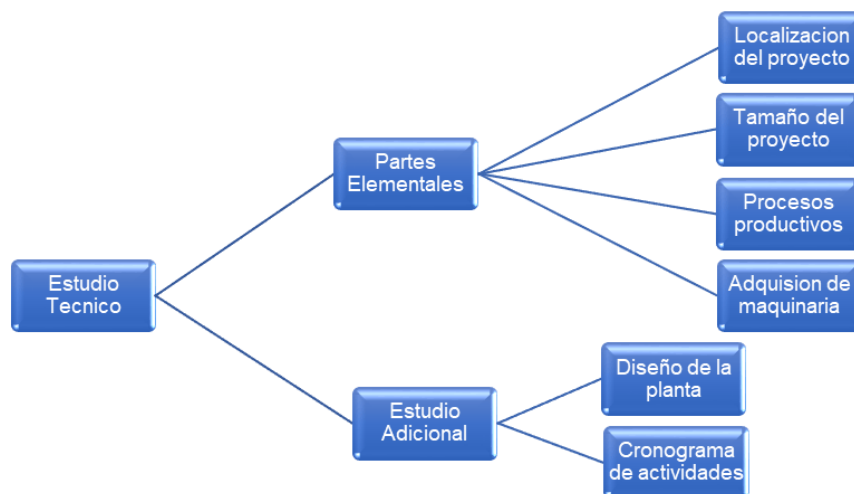 Localizacion
del proyecto
Tamaño del
proyecto
Partes
Elementales
Procesos
productivos
Estudio
Tecnico
Adquision de
maquinaria
Diseño de la
planta
Estudio
Adicional
Cronograma
de actividades